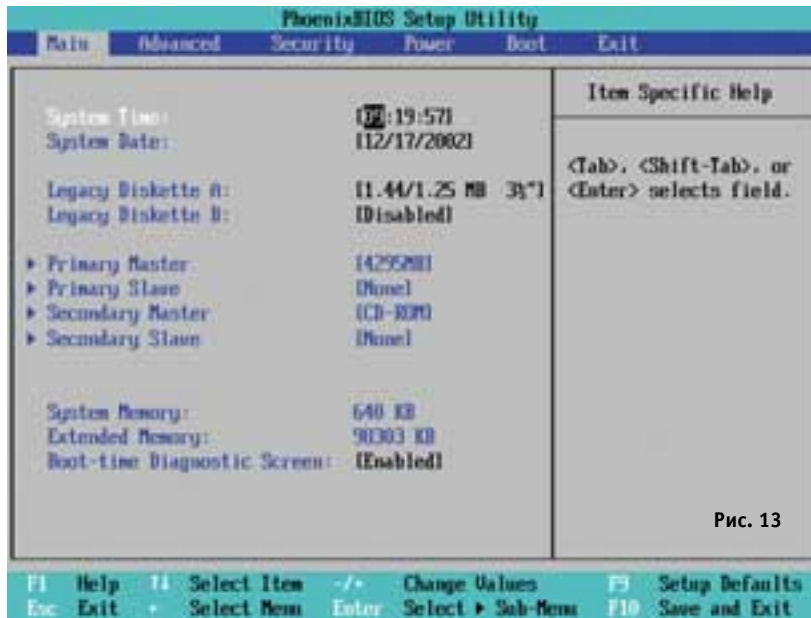 PhoenixBIOS Setup Utility
Main Advanced Security Power Boot Exit
Item Specific Help
System Time: [09:19:57]
System Date: [12/17/2002]
<Tab>, <Shift-Tab>, or
<Enter> selects field.
Legacy Diskette A: [1.44/1.25 MB 3½"]
Legacy Diskette B: [Disabled]
Primary Master [4295MB]
Primary Slave [None]
Secondary Master [CD-ROM]
Secondary Slave [None]
System Memory: 640 KB
Extended Memory: 98303 KB
Boot-time Diagnostic Screen: [Enabled]
Рис. 13
F1 Help ↑↓ Select Item -/+ Change Values F9 Setup Defaults
Esc Exit Select Menu Enter Select ▶ Sub-Menu F10 Save and Exit